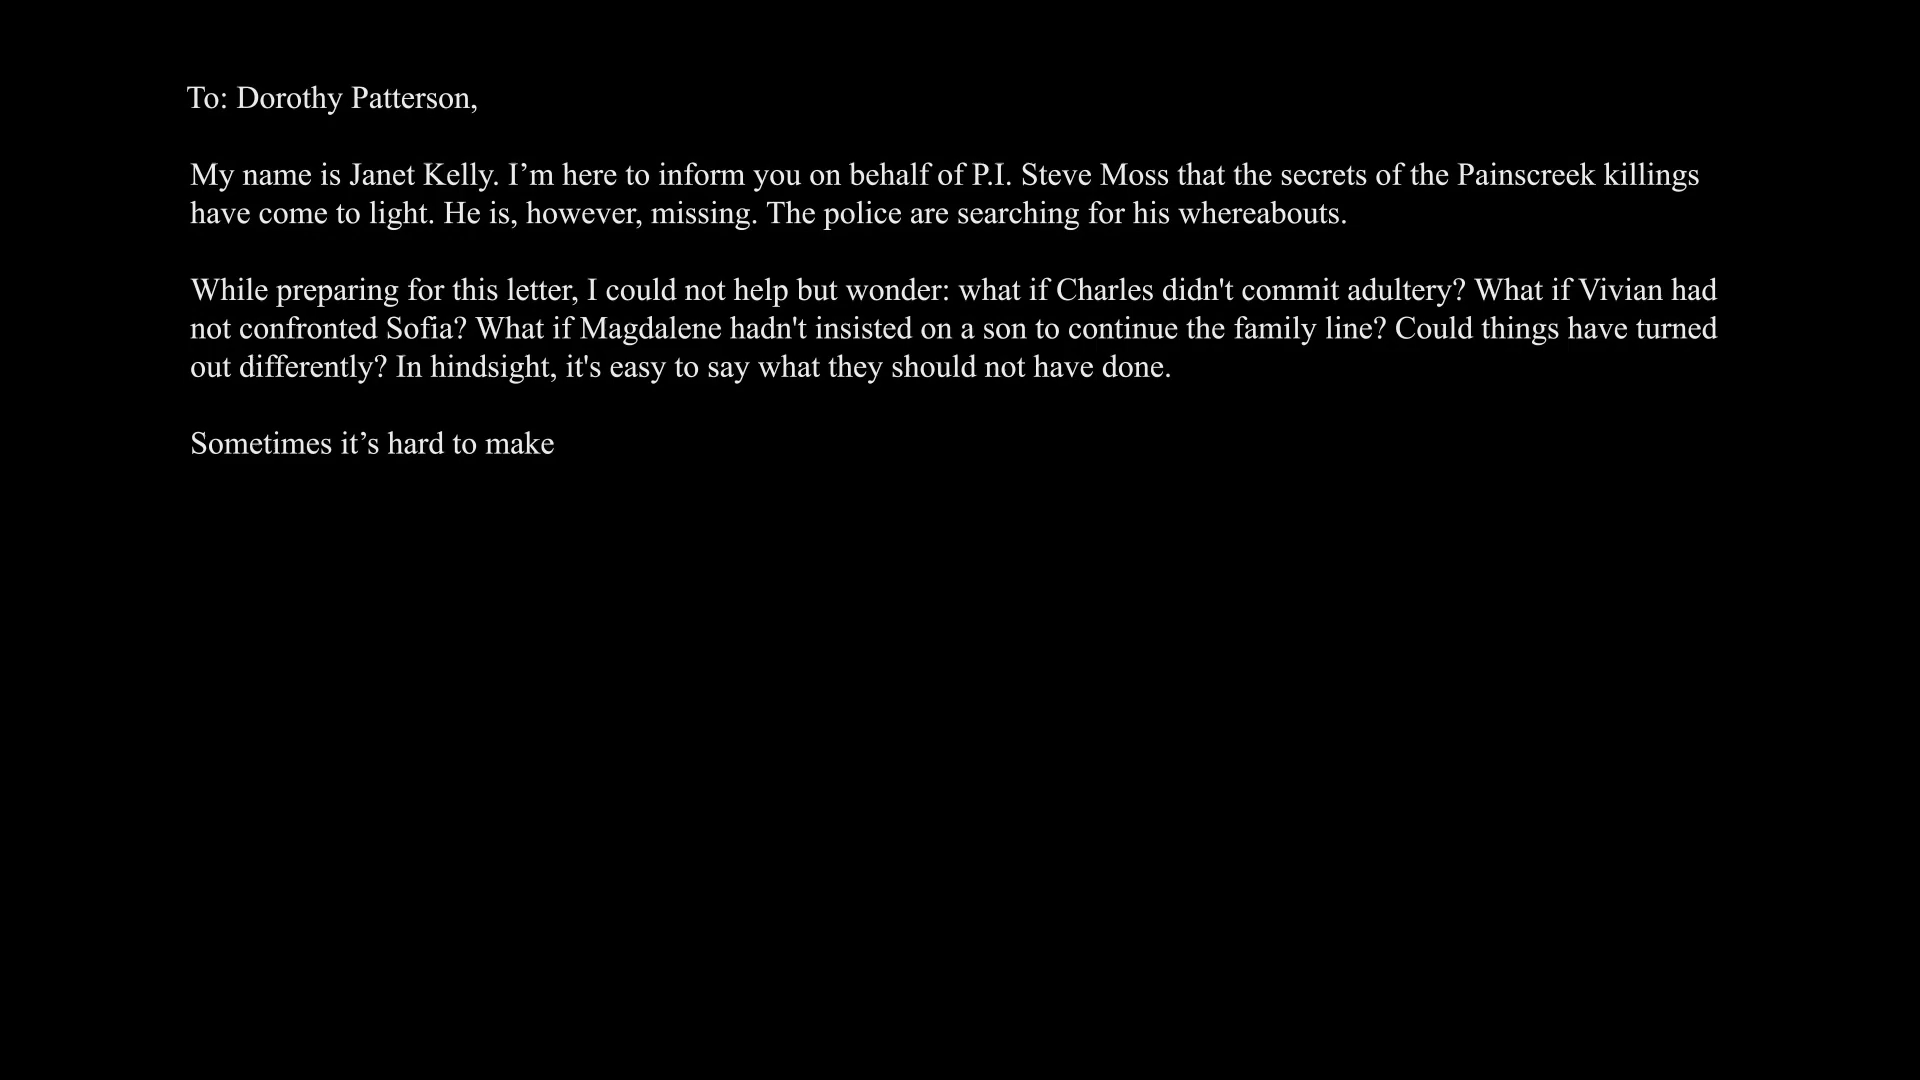 To: Dorothy Patterson,
My name is Janet Kelly. I’m here to inform you on behalf of P.I. Steve Moss that the secrets of the Painscreek killings
have come to light. He is, however, missing. The police are searching for his whereabouts.
While preparing for this letter, I could not help but wonder: what if Charles didn't commit adultery? What if Vivian had
not confronted Sofia? What if Magdalene hadn't insisted on a son to continue the family line? Could things have turned
out differently? In hindsight, it's easy to say what they should not have done.
Sometimes it’s hard to make